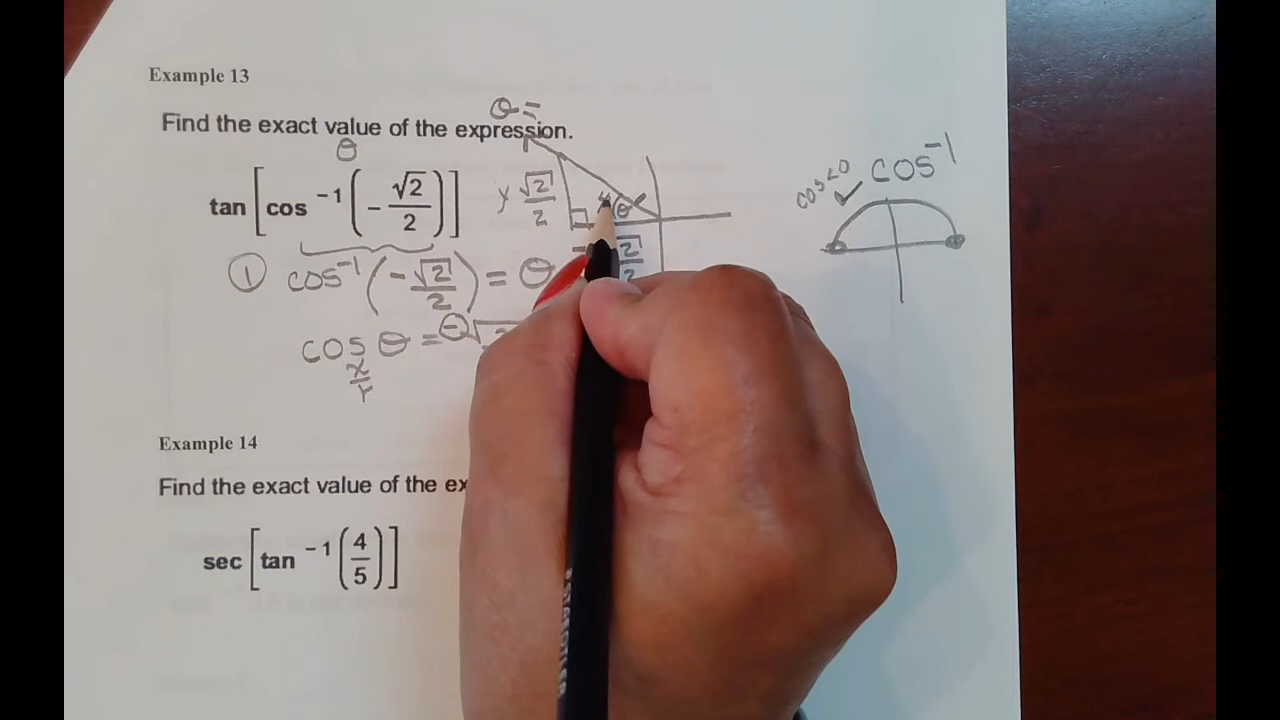 Example 13
θ =
Find the exact value of the expression.
θ
tan [cos⁻¹(-√2/2)]
y √2/2
θ
cos<0 ✓ cos⁻¹
① cos⁻¹(-√2/2) = θ
√2/2
cos θ = -√
x/r
Example 14
Find the exact value of the ex
sec [tan⁻¹(4/5)]